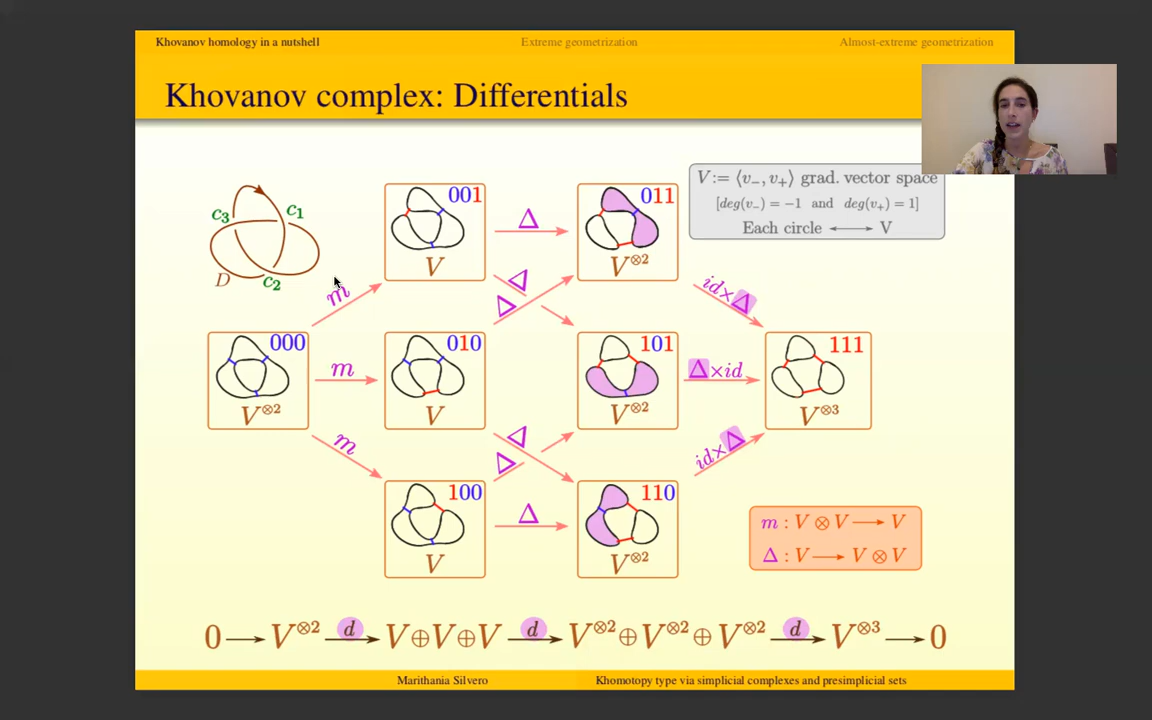 Khovanov homology in a nutshell Extreme geometrization Almost-extreme geometrization
Khovanov complex: Differentials
V := ⟨v₋, v₊⟩ grad. vector space
[deg(v₋) = −1 and deg(v₊) = 1]
Each circle ⟷ V
c₃ c₁
D c₂
001
V
Δ
011
V^⊗2
m
Δ
Δ
id×Δ
000
V^⊗2
m
010
V
101
V^⊗2
Δ×id
111
V^⊗3
m
Δ
Δ
id×Δ
100
V
Δ
110
V^⊗2
m : V ⊗ V ⟶ V
Δ : V ⟶ V ⊗ V
0 ⟶ V^⊗2 d⟶ V⊕V⊕V d⟶ V^⊗2⊕V^⊗2⊕V^⊗2 d⟶ V^⊗3 ⟶ 0
Marithania Silvero Khomotopy type via simplicial complexes and presimplicial sets